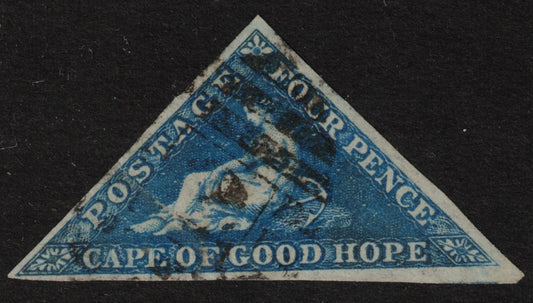 POSTAGE
FOUR PENCE
CAPE OF GOOD HOPE